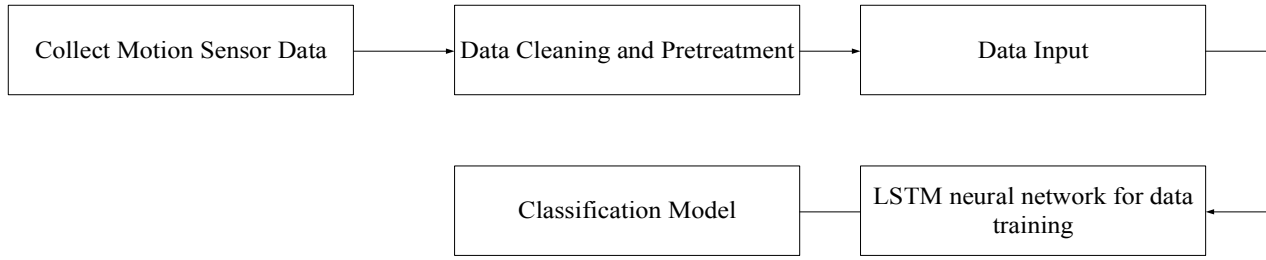 Collect Motion Sensor Data
Data Cleaning and Pretreatment
Data Input
Classification Model
LSTM neural network for data
training